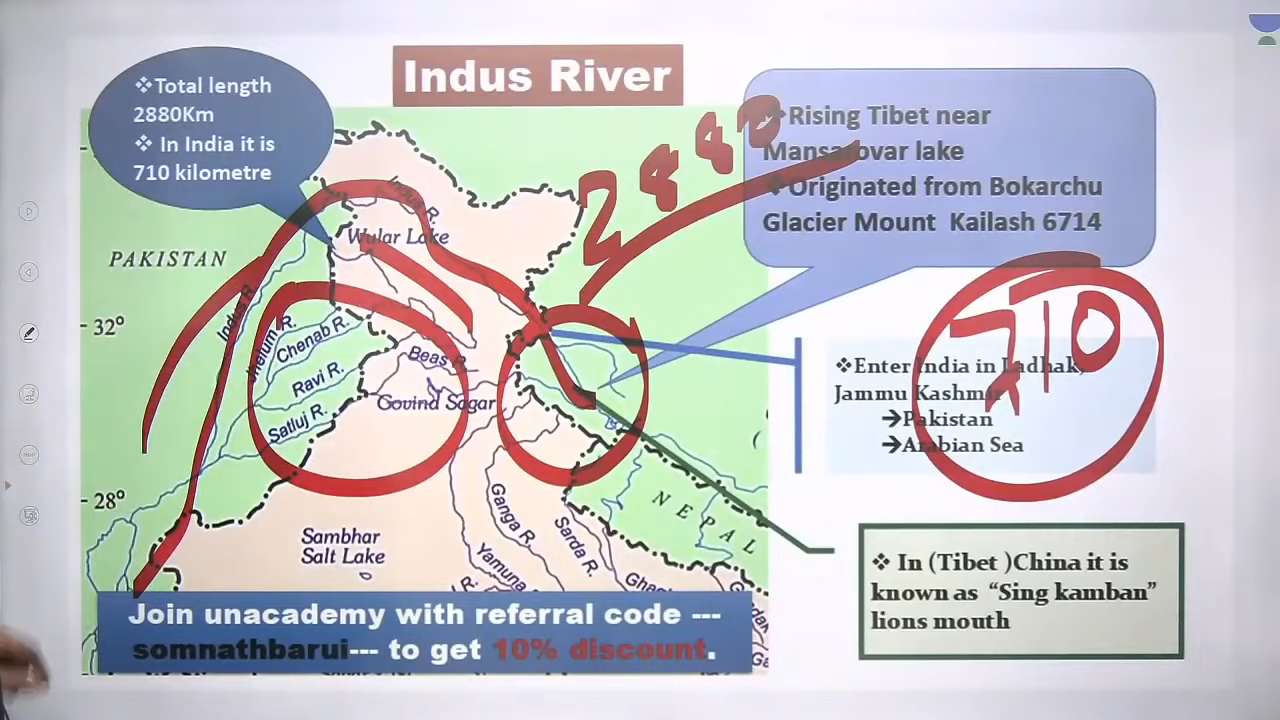 Indus River
❖Total length
2880Km
❖ In India it is
710 kilometre
❖Rising Tibet near
Mansarovar lake
❖Originated from Bokarchu
Glacier Mount Kailash 6714
2880
710
❖Enter India in Ladhak,
Jammu Kashmir
➔Pakistan
➔Arabian Sea
❖ In (Tibet )China it is
known as “Sing kamban”
lions mouth
PAKISTAN
Indus R.
Wular Lake
32°
Indus R.
Jhelum R.
Chenab R.
Beas R.
Ravi R.
Govind Sagar
Satluj R.
28°
NEPAL
Ganga R.
Sarda R.
Sambhar
Salt Lake
Yamuna
R.
Join unacademy with referral code ---
somnathbarui--- to get 10% discount.